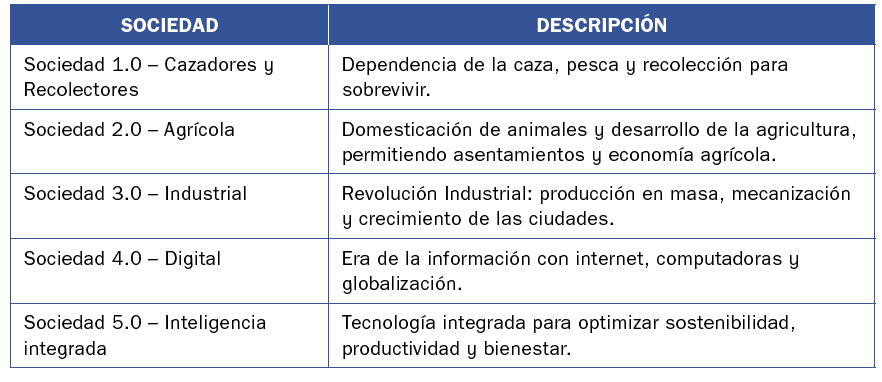 SOCIEDAD
DESCRIPCIÓN
Sociedad 1.0 – Cazadores y
Recolectores
Dependencia de la caza, pesca y recolección para
sobrevivir.
Sociedad 2.0 – Agrícola
Domesticación de animales y desarrollo de la agricultura,
permitiendo asentamientos y economía agrícola.
Sociedad 3.0 – Industrial
Revolución Industrial: producción en masa, mecanización
y crecimiento de las ciudades.
Sociedad 4.0 – Digital
Era de la información con internet, computadoras y
globalización.
Sociedad 5.0 – Inteligencia
integrada
Tecnología integrada para optimizar sostenibilidad,
productividad y bienestar.